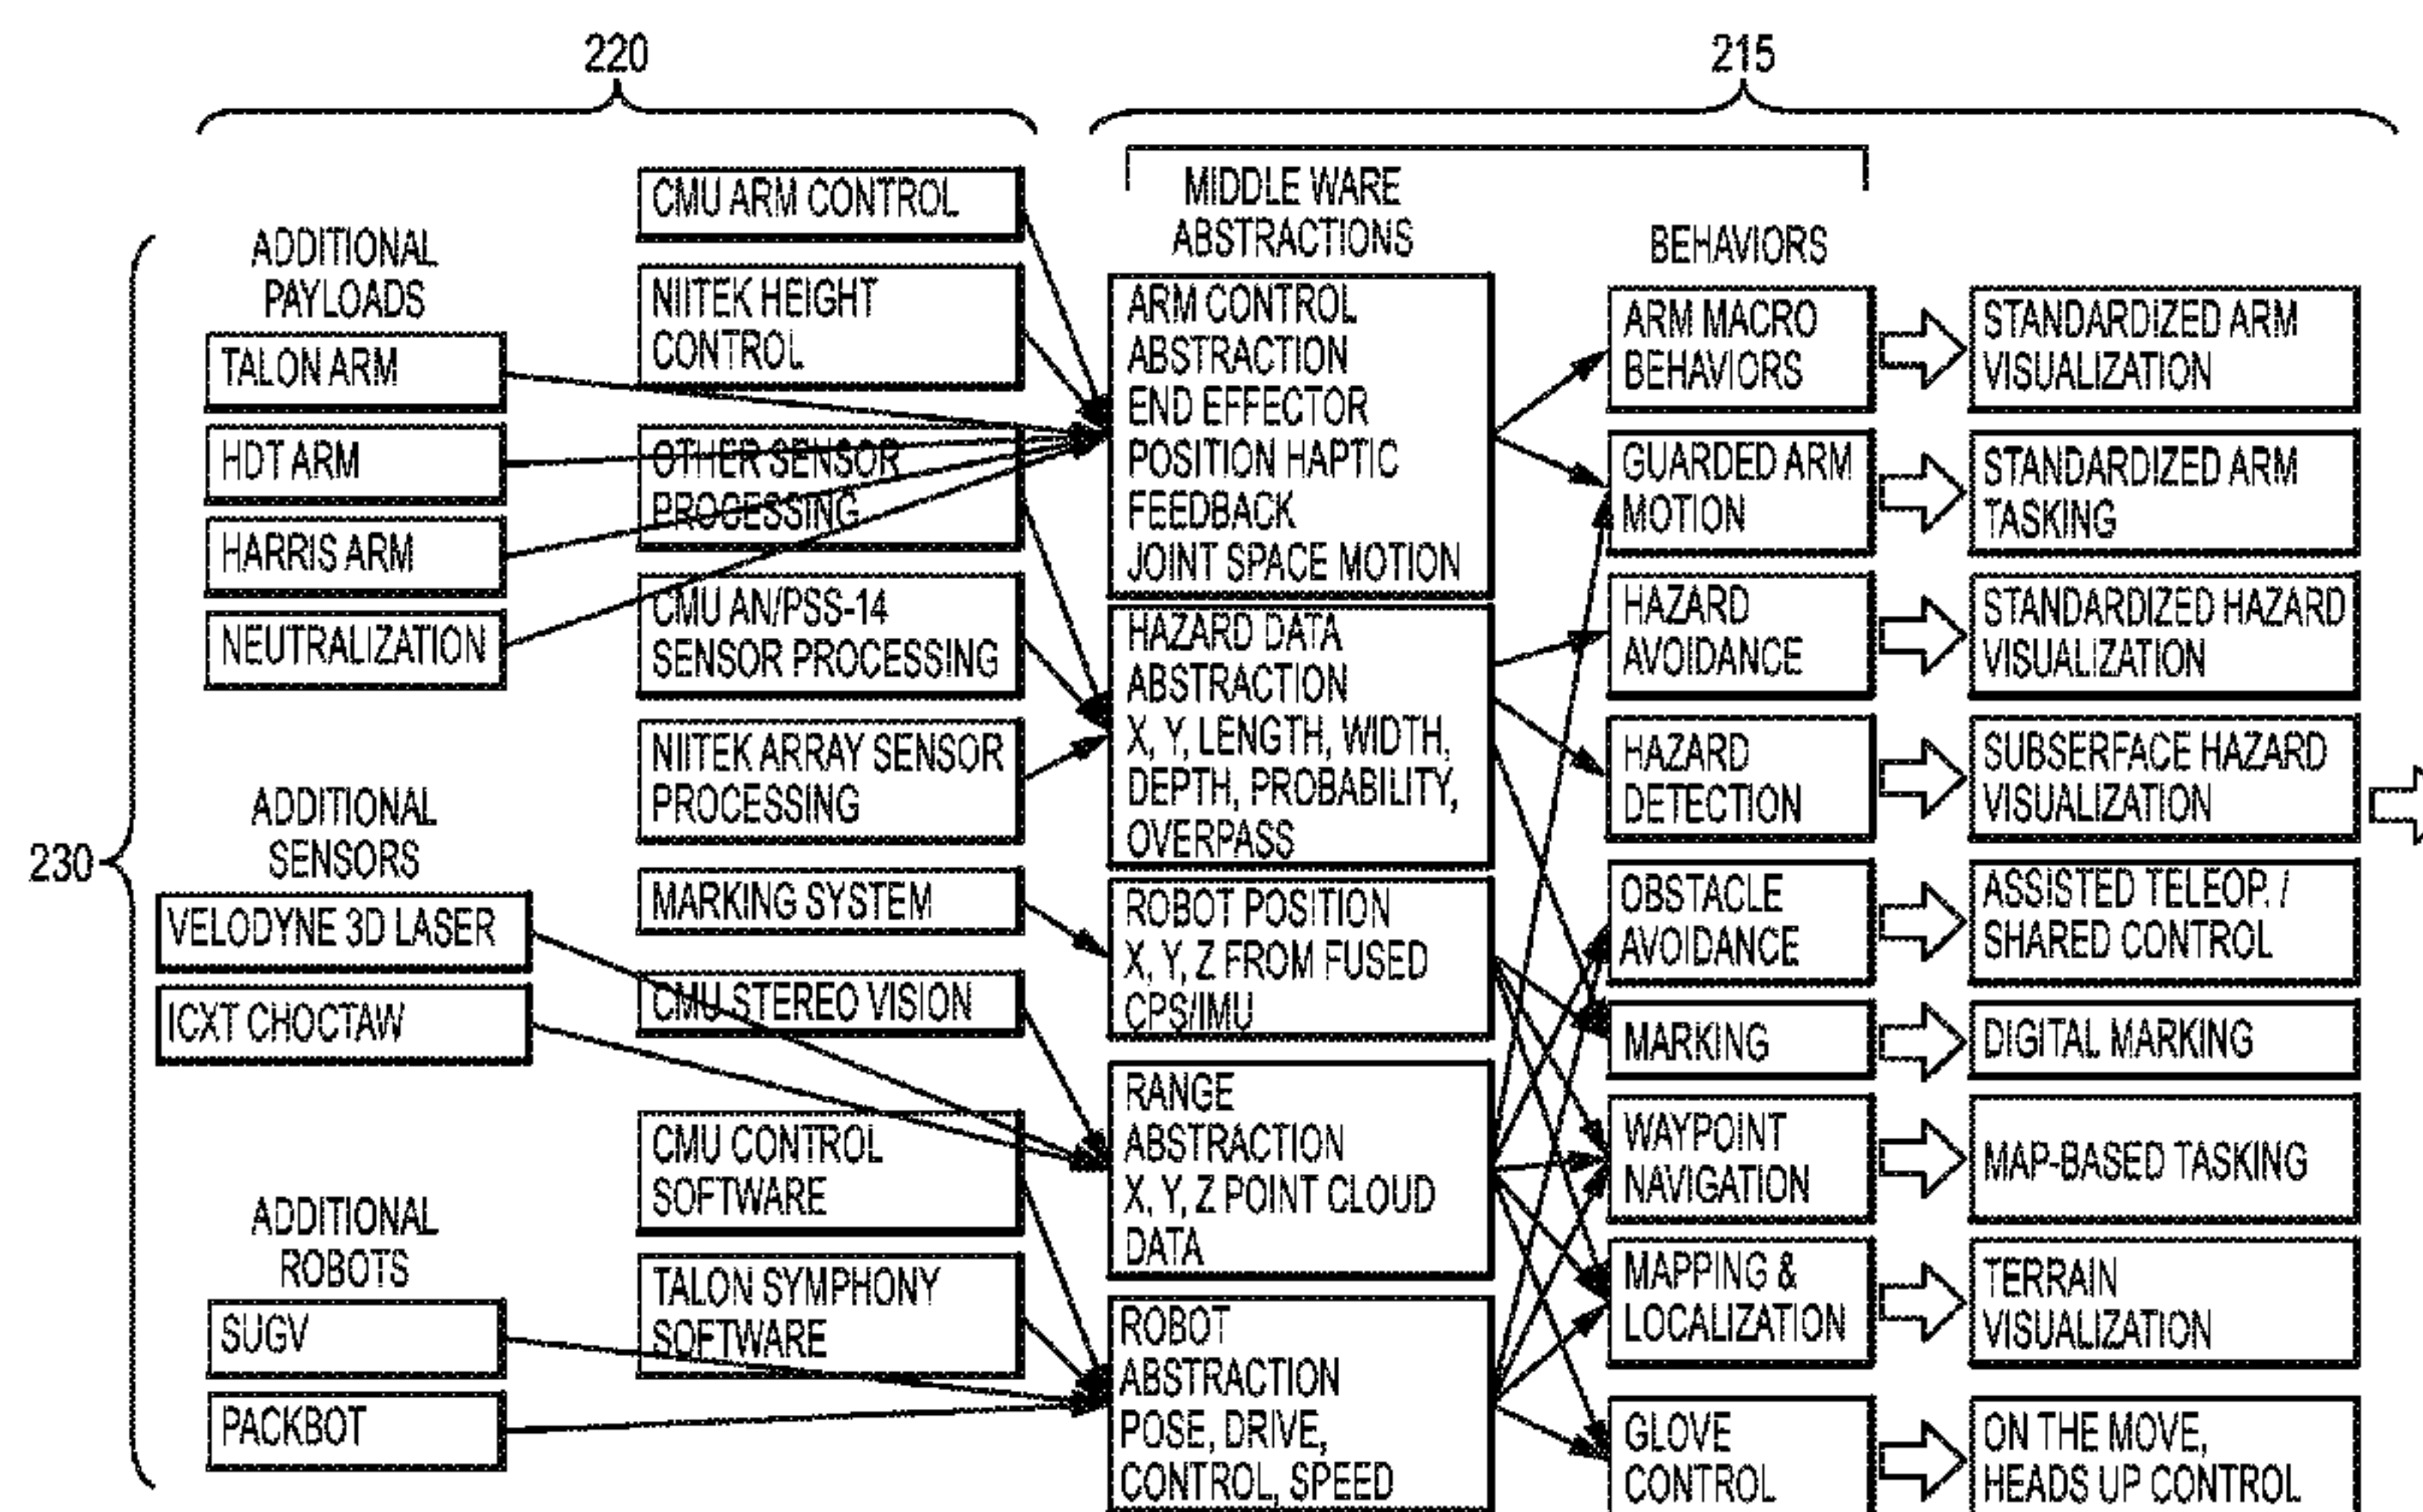 220
215
230
ADDITIONAL
PAYLOADS
TALON ARM
HDT ARM
HARRIS ARM
NEUTRALIZATION
ADDITIONAL
SENSORS
VELODYNE 3D LASER
ICXT CHOCTAW
ADDITIONAL
ROBOTS
SUGV
PACKBOT
CMU ARM CONTROL
NIITEK HEIGHT
CONTROL
OTHER SENSOR
PROCESSING
CMU AN/PSS-14
SENSOR PROCESSING
NIITEK ARRAY SENSOR
PROCESSING
MARKING SYSTEM
CMU STEREO VISION
CMU CONTROL
SOFTWARE
TALON SYMPHONY
SOFTWARE
MIDDLE WARE
ABSTRACTIONS
ARM CONTROL
ABSTRACTION
END EFFECTOR
POSITION HAPTIC
FEEDBACK
JOINT SPACE MOTION
HAZARD DATA
ABSTRACTION
X, Y, LENGTH, WIDTH,
DEPTH, PROBABILITY,
OVERPASS
ROBOT POSITION
X, Y, Z FROM FUSED
CPS/IMU
RANGE
ABSTRACTION
X, Y, Z POINT CLOUD
DATA
ROBOT
ABSTRACTION
POSE, DRIVE,
CONTROL, SPEED
BEHAVIORS
ARM MACRO
BEHAVIORS
GUARDED ARM
MOTION
HAZARD
AVOIDANCE
HAZARD
DETECTION
OBSTACLE
AVOIDANCE
MARKING
WAYPOINT
NAVIGATION
MAPPING &
LOCALIZATION
GLOVE
CONTROL
STANDARDIZED ARM
VISUALIZATION
STANDARDIZED ARM
TASKING
STANDARDIZED HAZARD
VISUALIZATION
SUBSERFACE HAZARD
VISUALIZATION
ASSISTED TELEOP. /
SHARED CONTROL
DIGITAL MARKING
MAP-BASED TASKING
TERRAIN
VISUALIZATION
ON THE MOVE,
HEADS UP CONTROL